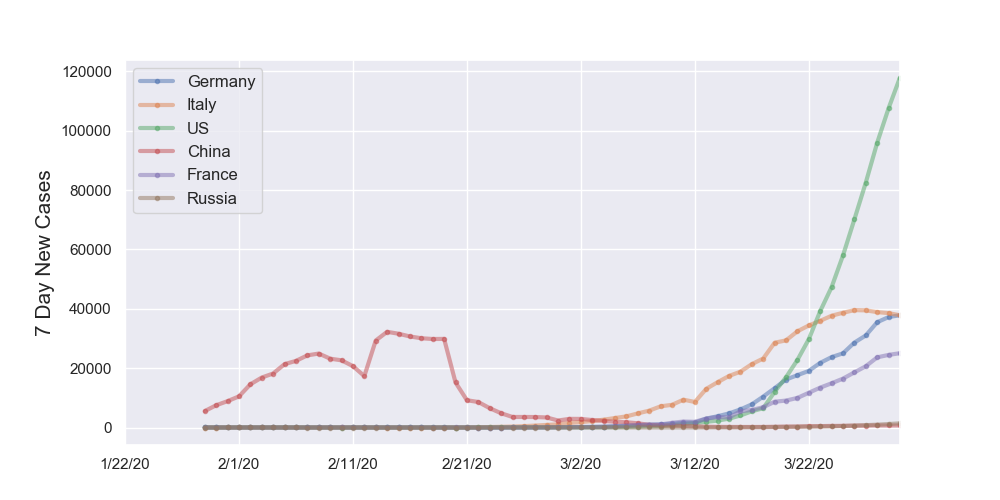 120000
100000
80000
60000
40000
20000
0
7 Day New Cases
Germany
Italy
US
China
France
Russia
1/22/20 2/1/20 2/11/20 2/21/20 3/2/20 3/12/20 3/22/20